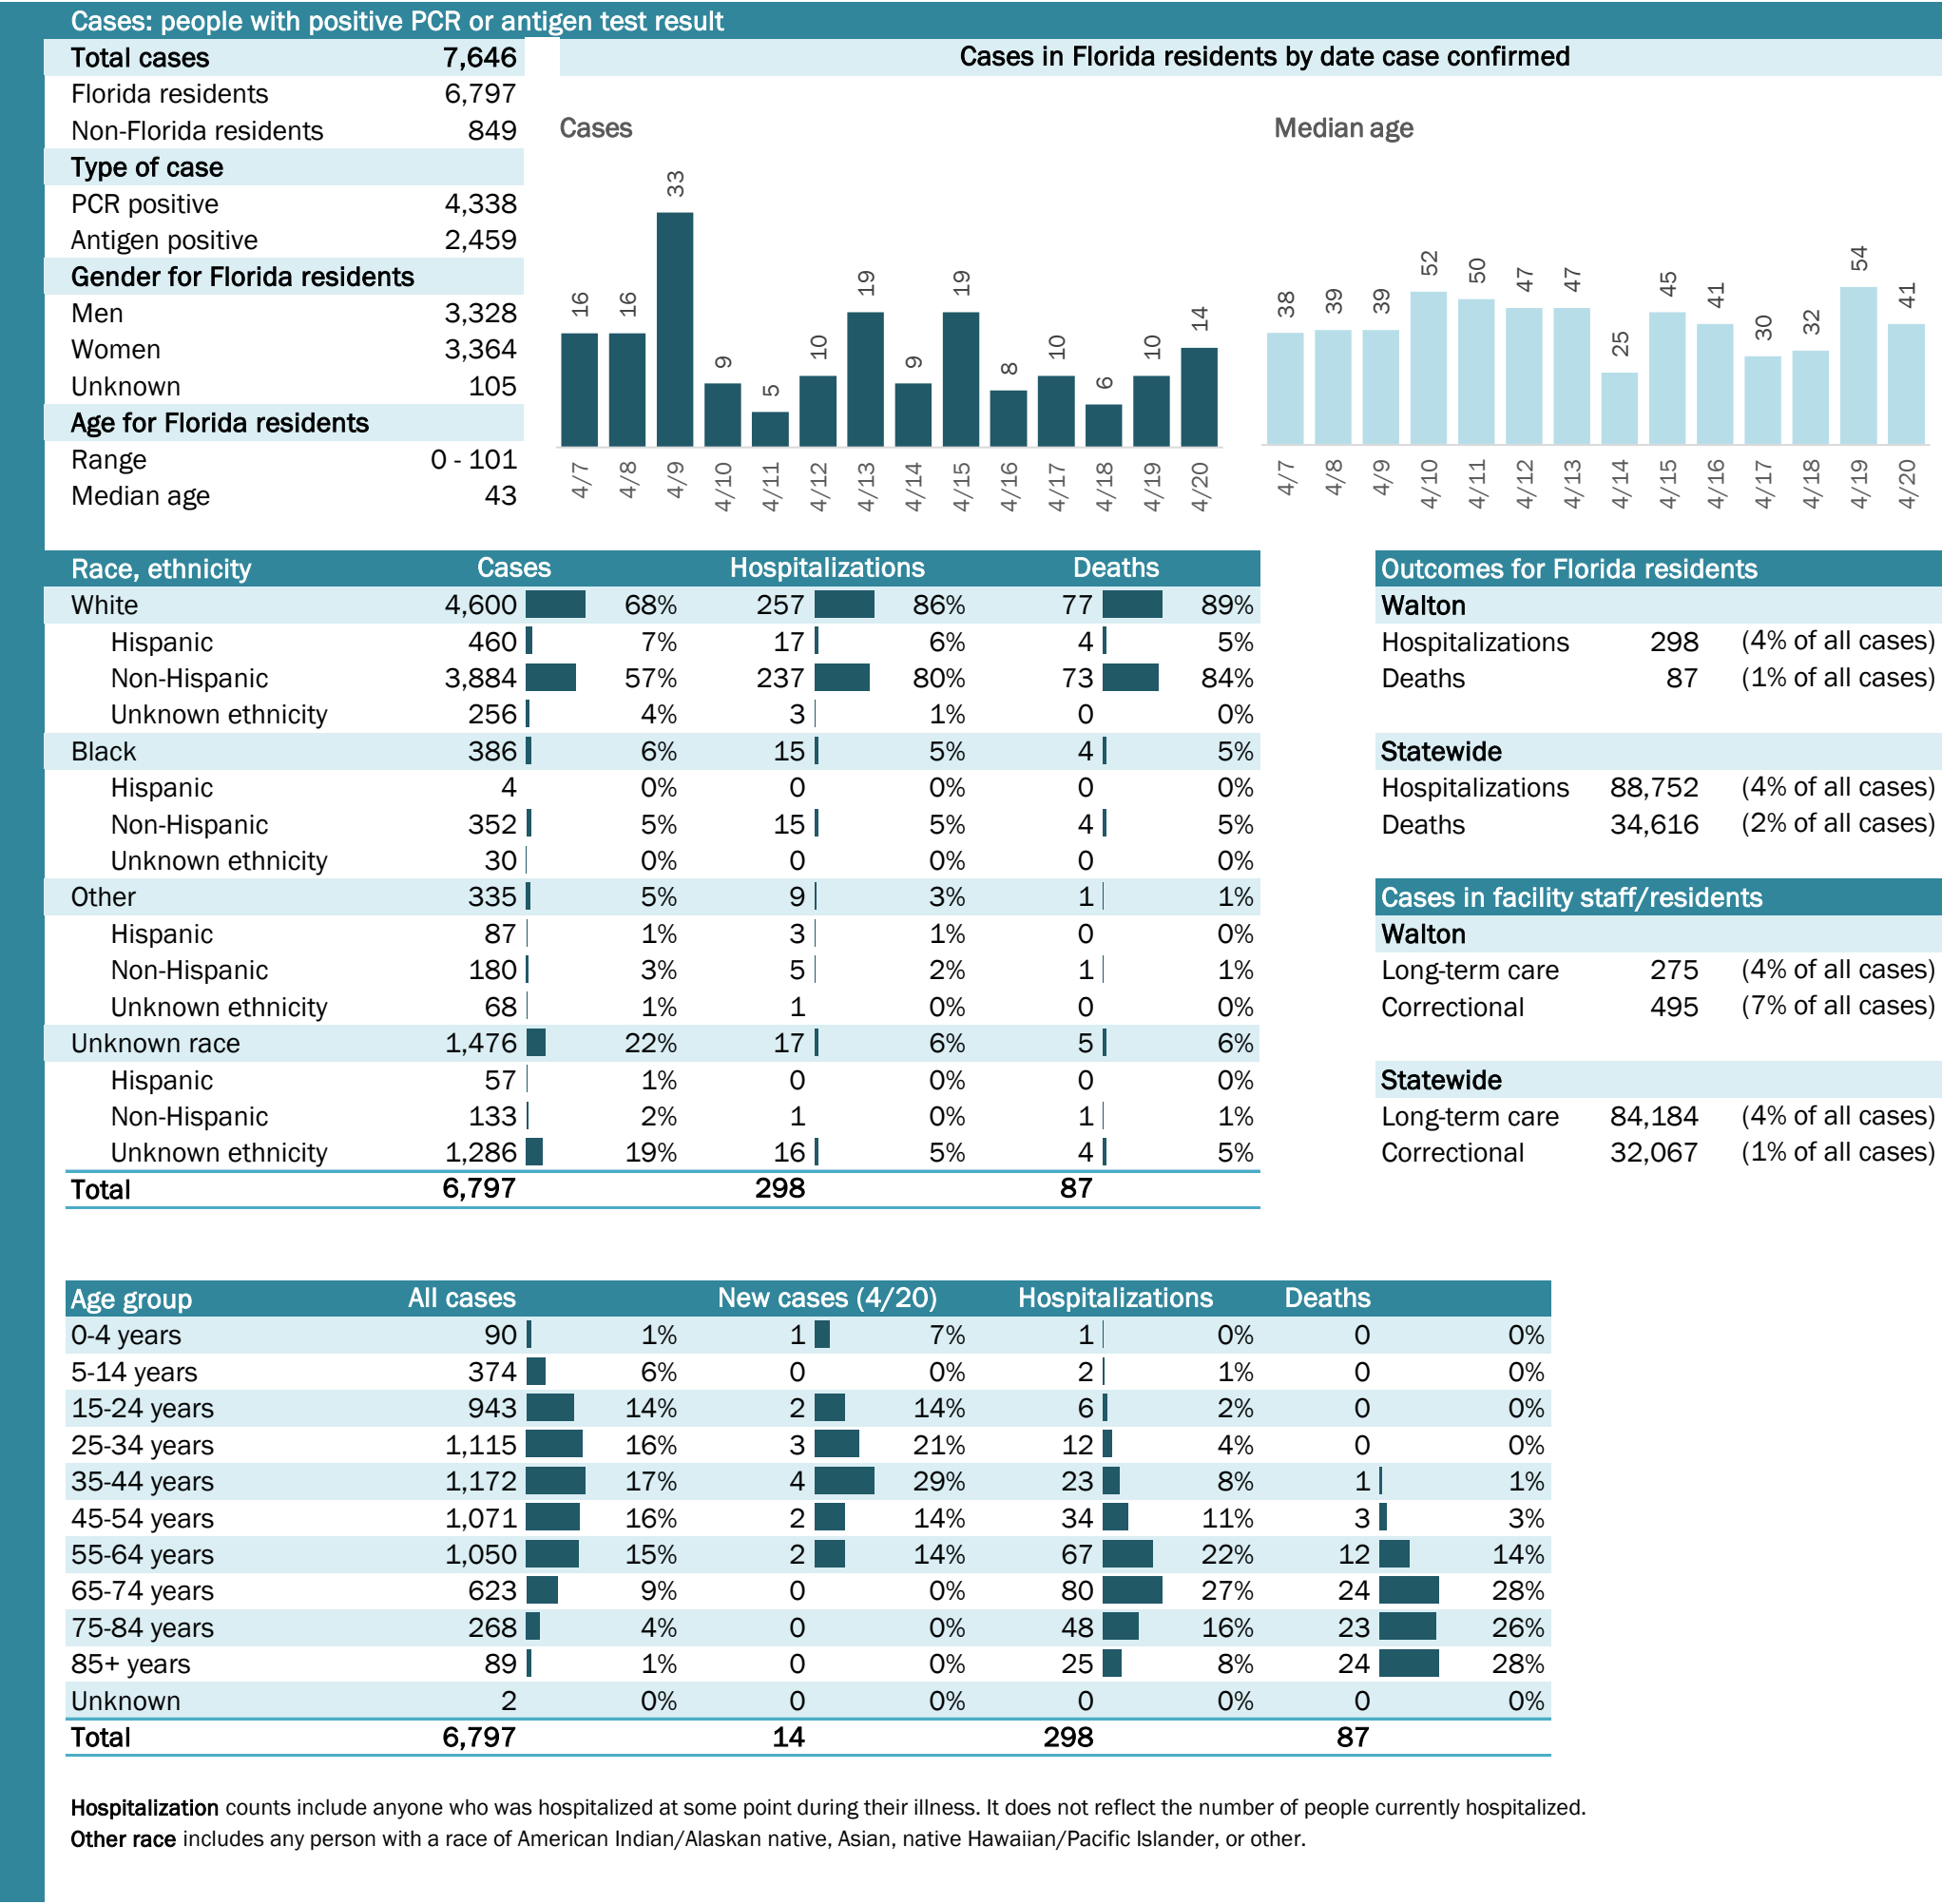 Cases: people with positive PCR or antigen test result
Total cases 7,646
Florida residents 6,797
Non-Florida residents 849
Type of case
PCR positive 4,338
Antigen positive 2,459
Gender for Florida residents
Men 3,328
Women 3,364
Unknown 105
Age for Florida residents
Range 0 - 101
Median age 43
Cases in Florida residents by date case confirmed
Cases
16 16 33 9 5 10 19 9 19 8 10 6 10 14
4/7 4/8 4/9 4/10 4/11 4/12 4/13 4/14 4/15 4/16 4/17 4/18 4/19 4/20
Median age
38 39 39 52 50 47 47 25 45 41 30 32 54 41
4/7 4/8 4/9 4/10 4/11 4/12 4/13 4/14 4/15 4/16 4/17 4/18 4/19 4/20
Race, ethnicity Cases Hospitalizations Deaths
White 4,600 68% 257 86% 77 89%
Hispanic 460 7% 17 6% 4 5%
Non-Hispanic 3,884 57% 237 80% 73 84%
Unknown ethnicity 256 4% 3 1% 0 0%
Black 386 6% 15 5% 4 5%
Hispanic 4 0% 0 0% 0 0%
Non-Hispanic 352 5% 15 5% 4 5%
Unknown ethnicity 30 0% 0 0% 0 0%
Other 335 5% 9 3% 1 1%
Hispanic 87 1% 3 1% 0 0%
Non-Hispanic 180 3% 5 2% 1 1%
Unknown ethnicity 68 1% 1 0% 0 0%
Unknown race 1,476 22% 17 6% 5 6%
Hispanic 57 1% 0 0% 0 0%
Non-Hispanic 133 2% 1 0% 1 1%
Unknown ethnicity 1,286 19% 16 5% 4 5%
Total 6,797 298 87
Outcomes for Florida residents
Walton
Hospitalizations 298 (4% of all cases)
Deaths 87 (1% of all cases)
Statewide
Hospitalizations 88,752 (4% of all cases)
Deaths 34,616 (2% of all cases)
Cases in facility staff/residents
Walton
Long-term care 275 (4% of all cases)
Correctional 495 (7% of all cases)
Statewide
Long-term care 84,184 (4% of all cases)
Correctional 32,067 (1% of all cases)
Age group All cases New cases (4/20) Hospitalizations Deaths
0-4 years 90 1% 1 7% 1 0% 0 0%
5-14 years 374 6% 0 0% 2 1% 0 0%
15-24 years 943 14% 2 14% 6 2% 0 0%
25-34 years 1,115 16% 3 21% 12 4% 0 0%
35-44 years 1,172 17% 4 29% 23 8% 1 1%
45-54 years 1,071 16% 2 14% 34 11% 3 3%
55-64 years 1,050 15% 2 14% 67 22% 12 14%
65-74 years 623 9% 0 0% 80 27% 24 28%
75-84 years 268 4% 0 0% 48 16% 23 26%
85+ years 89 1% 0 0% 25 8% 24 28%
Unknown 2 0% 0 0% 0 0% 0 0%
Total 6,797 14 298 87
Hospitalization counts include anyone who was hospitalized at some point during their illness. It does not reflect the number of people currently hospitalized.
Other race includes any person with a race of American Indian/Alaskan native, Asian, native Hawaiian/Pacific Islander, or other.